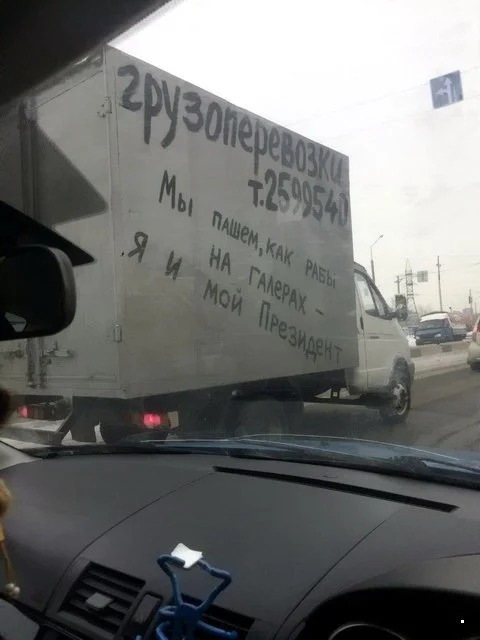 грузоперевозки
т.2599540
Мы пашем, как рабы
на галерах –
Я и мой Президент